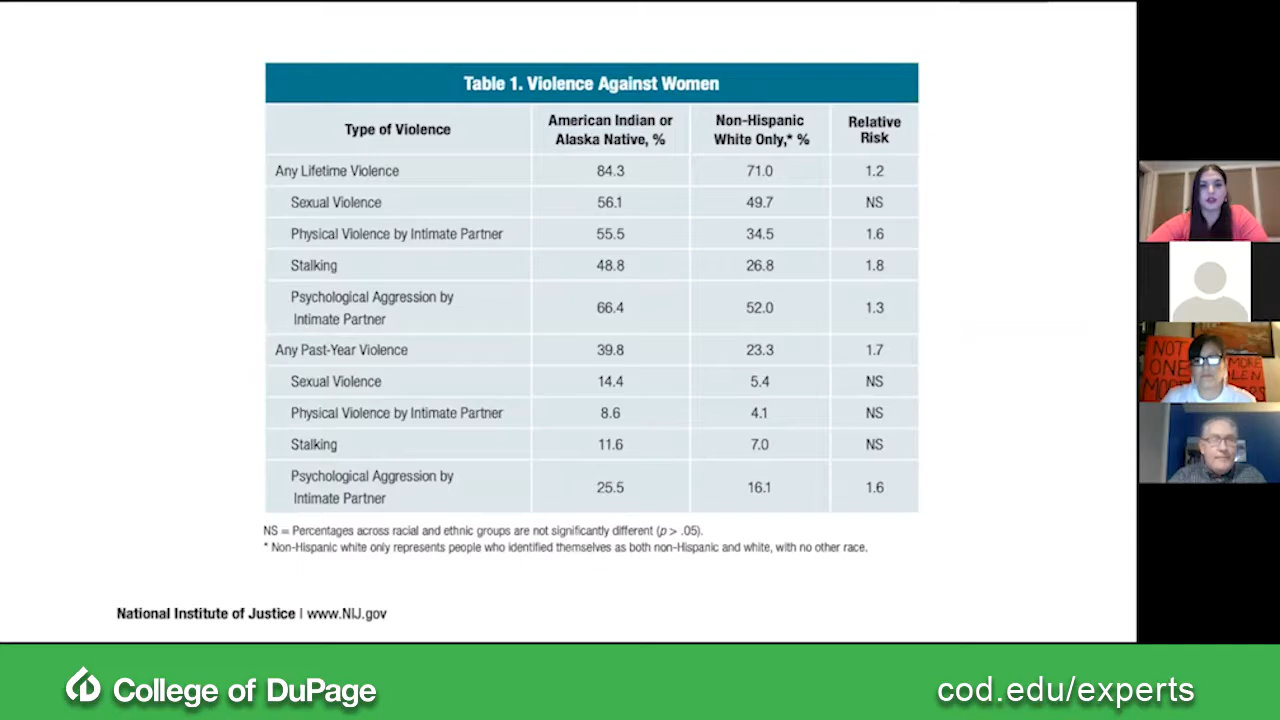 Table 1. Violence Against Women
Type of Violence
American Indian or
Alaska Native, %
Non-Hispanic
White Only,* %
Relative
Risk
Any Lifetime Violence 84.3 71.0 1.2
Sexual Violence 56.1 49.7 NS
Physical Violence by Intimate Partner 55.5 34.5 1.6
Stalking 48.8 26.8 1.8
Psychological Aggression by
Intimate Partner 66.4 52.0 1.3
Any Past-Year Violence 39.8 23.3 1.7
Sexual Violence 14.4 5.4 NS
Physical Violence by Intimate Partner 8.6 4.1 NS
Stalking 11.6 7.0 NS
Psychological Aggression by
Intimate Partner 25.5 16.1 1.6
NS = Percentages across racial and ethnic groups are not significantly different (p > .05).
* Non-Hispanic white only represents people who identified themselves as both non-Hispanic and white, with no other race.
National Institute of Justice | www.NIJ.gov
NOT
ONE
MORE
College of DuPage
cod.edu/experts